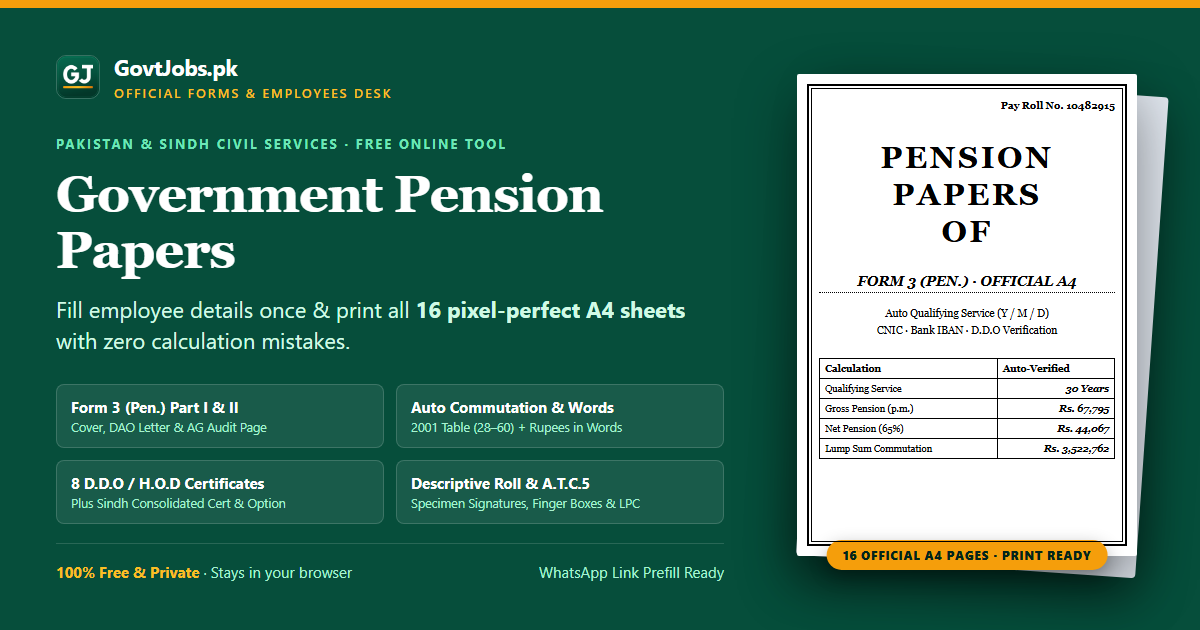 GJ
GovtJobs.pk
OFFICIAL FORMS & EMPLOYEES DESK
PAKISTAN & SINDH CIVIL SERVICES · FREE ONLINE TOOL
Government Pension
Papers
Fill employee details once & print all 16 pixel-perfect A4 sheets
with zero calculation mistakes.
Form 3 (Pen.) Part I & II
Cover, DAO Letter & AG Audit Page
Auto Commutation & Words
2001 Table (28–60) + Rupees in Words
8 D.D.O / H.O.D Certificates
Plus Sindh Consolidated Cert & Option
Descriptive Roll & A.T.C.5
Specimen Signatures, Finger Boxes & LPC
100% Free & Private · Stays in your browser
WhatsApp Link Prefill Ready
Pay Roll No. 10482915
PENSION
PAPERS
OF
FORM 3 (PEN.) · OFFICIAL A4
Auto Qualifying Service (Y / M / D)
CNIC · Bank IBAN · D.D.O Verification
Calculation Auto-Verified
Qualifying Service 30 Years
Gross Pension (p.m.) Rs. 67,795
Net Pension (65%) Rs. 44,067
Lump Sum Commutation Rs. 3,522,762
16 OFFICIAL A4 PAGES · PRINT READY